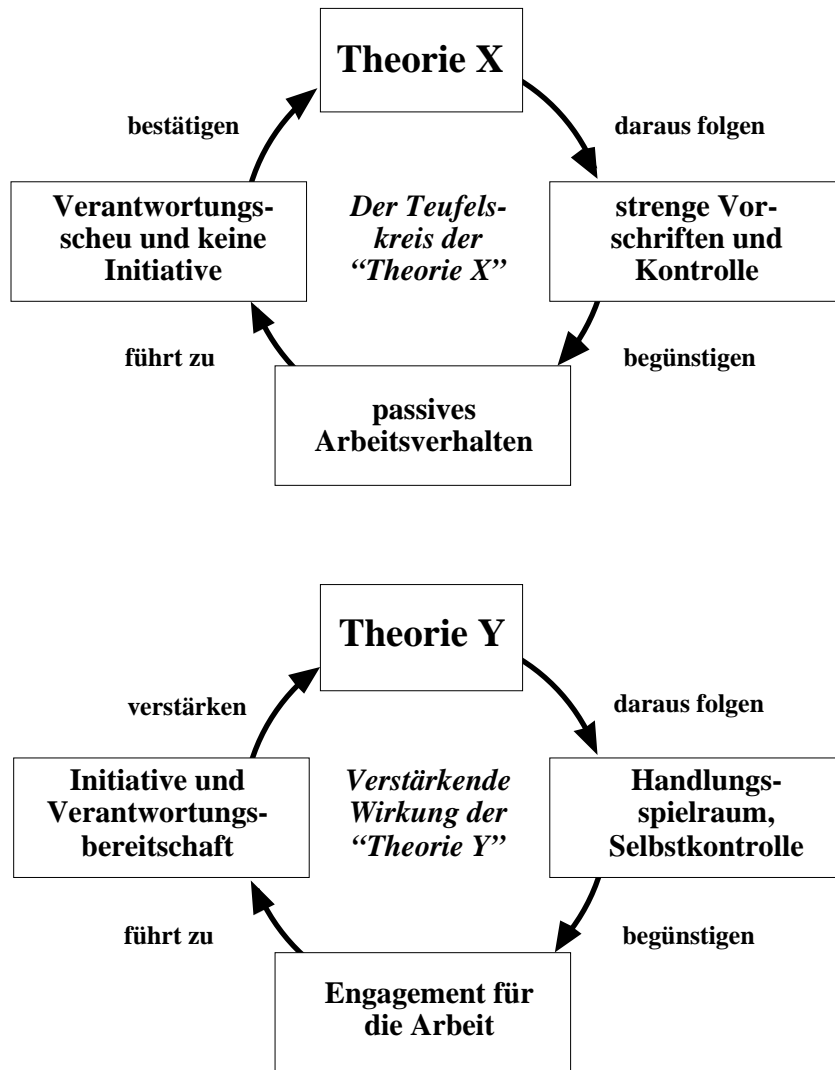 Theorie X
bestätigen
daraus folgen
Verantwortungs-
scheu und keine
Initiative
Der Teufels-
kreis der
“Theorie X”
strenge Vor-
schriften und
Kontrolle
führt zu
begünstigen
passives
Arbeitsverhalten
Theorie Y
verstärken
daraus folgen
Initiative und
Verantwortungs-
bereitschaft
Verstärkende
Wirkung der
“Theorie Y”
Handlungs-
spielraum,
Selbstkontrolle
führt zu
begünstigen
Engagement für
die Arbeit